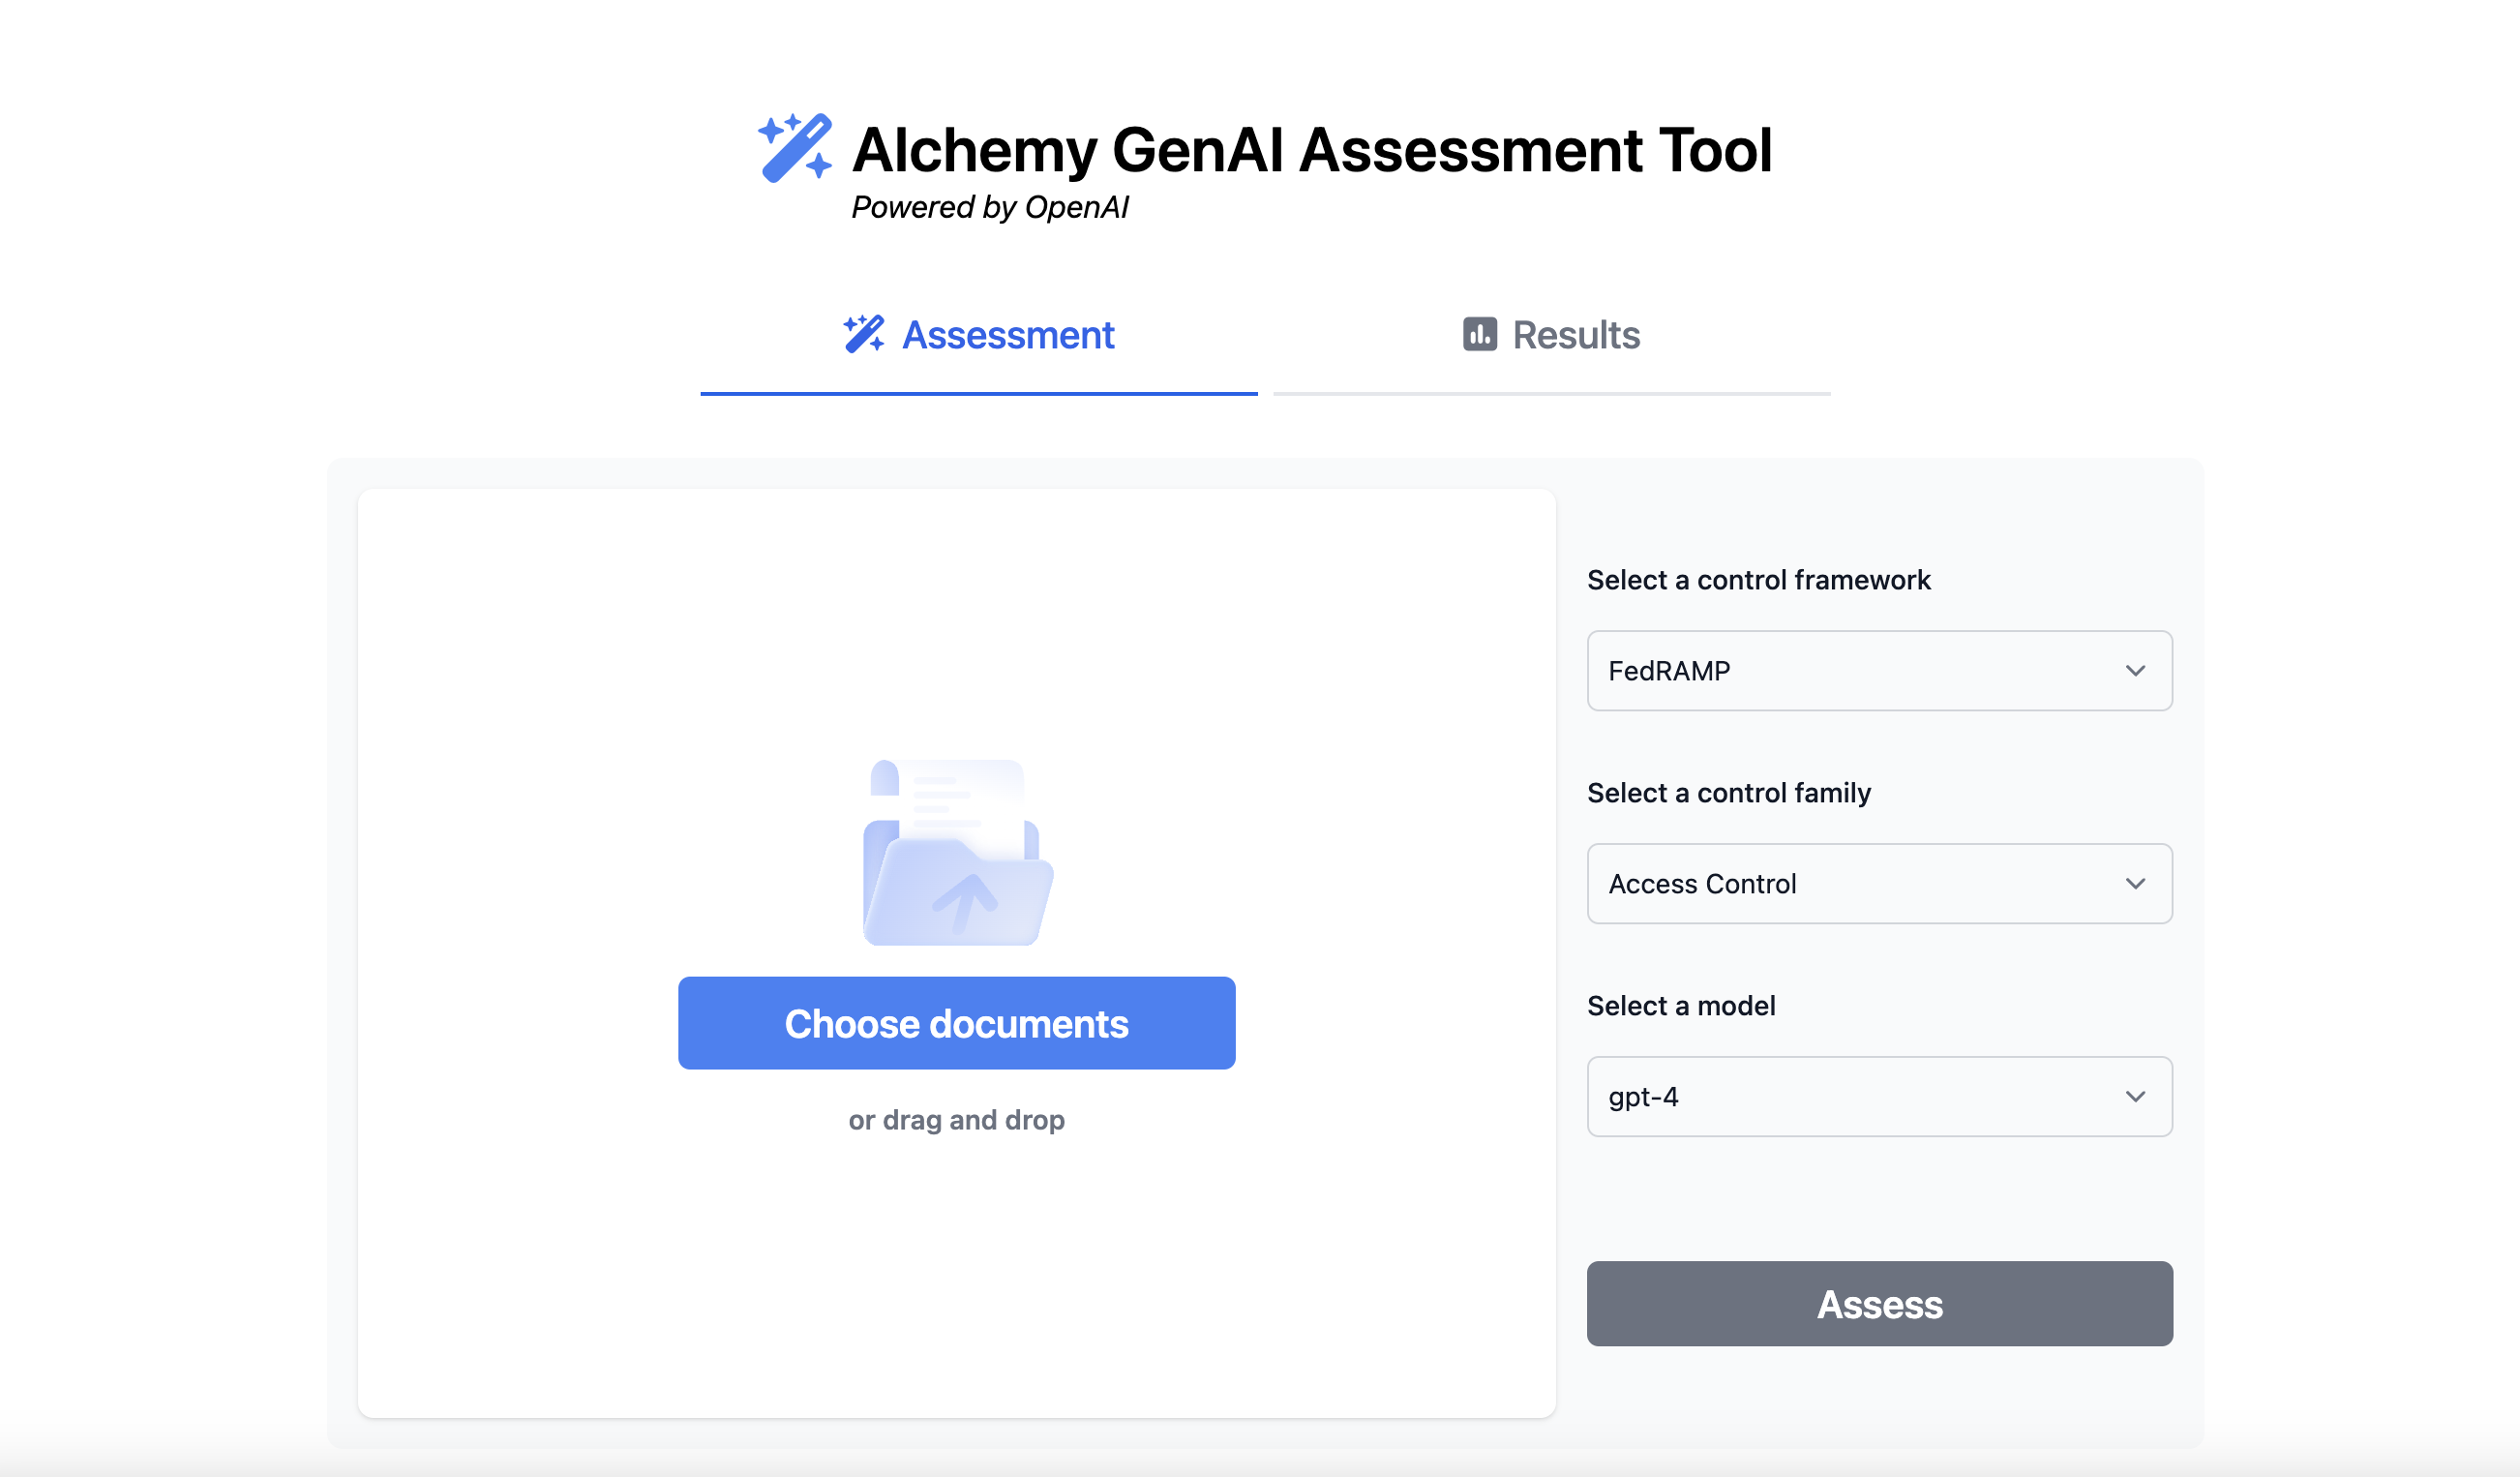 Alchemy GenAI Assessment Tool
Powered by OpenAI
Assessment
Results
Choose documents
or drag and drop
Select a control framework
FedRAMP
Select a control family
Access Control
Select a model
gpt-4
Assess